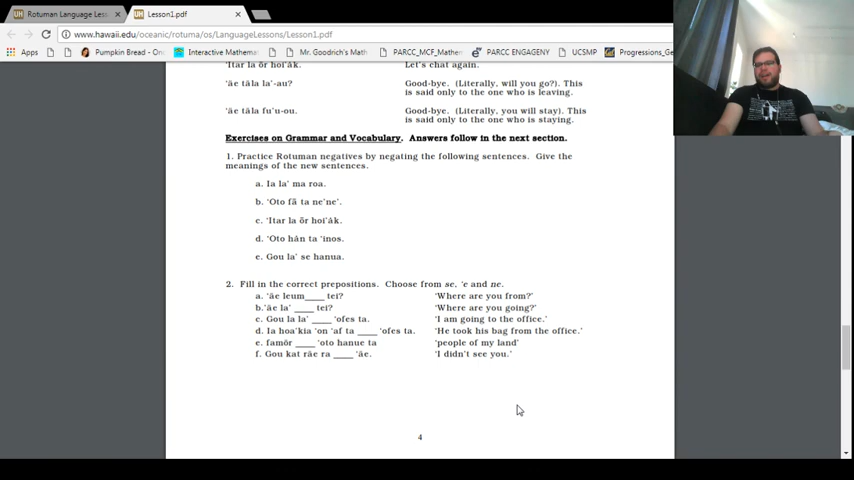 Rotuman Language Les
Lesson1.pdf
www.hawaii.edu/oceanic/rotuma/os/LanguageLessons/Lesson1.pdf
Apps
Pumpkin Bread - On
Interactive Mathema
Mr. Goodrich's Math
PARCC_MCF_Mathem
PARCC ENGAGENY
UCSMP
Progressions_Ge
'Itar la ōr hoi'ȧk. Let's chat again.
'äe täla la'-au? Good-bye. (Literally, will you go?). This
is said only to the one who is leaving.
'äe täla fu'u-ou. Good-bye. (Literally, you will stay). This
is said only to the one who is staying.
Exercises on Grammar and Vocabulary. Answers follow in the next section.
1. Practice Rotuman negatives by negating the following sentences. Give the
meanings of the new sentences.
a. Ia la' ma roa.
b. 'Oto fā ta ne'ne'.
c. 'Itar la ōr hoi'ȧk.
d. 'Oto hȧn ta 'inos.
e. Gou la' se hanua.
2. Fill in the correct prepositions. Choose from se, 'e and ne.
a. 'äe leum____ tei? 'Where are you from?'
b.'äe la' ____ tei? 'Where are you going?'
c. Gou la la' ____ 'ofes ta. 'I am going to the office.'
d. Ia hoa'kia 'on 'af ta ____ 'ofes ta. 'He took his bag from the office.'
e. famör ____ 'oto hanue ta 'people of my land'
f. Gou kat räe ra ____ 'äe. 'I didn't see you.'
4